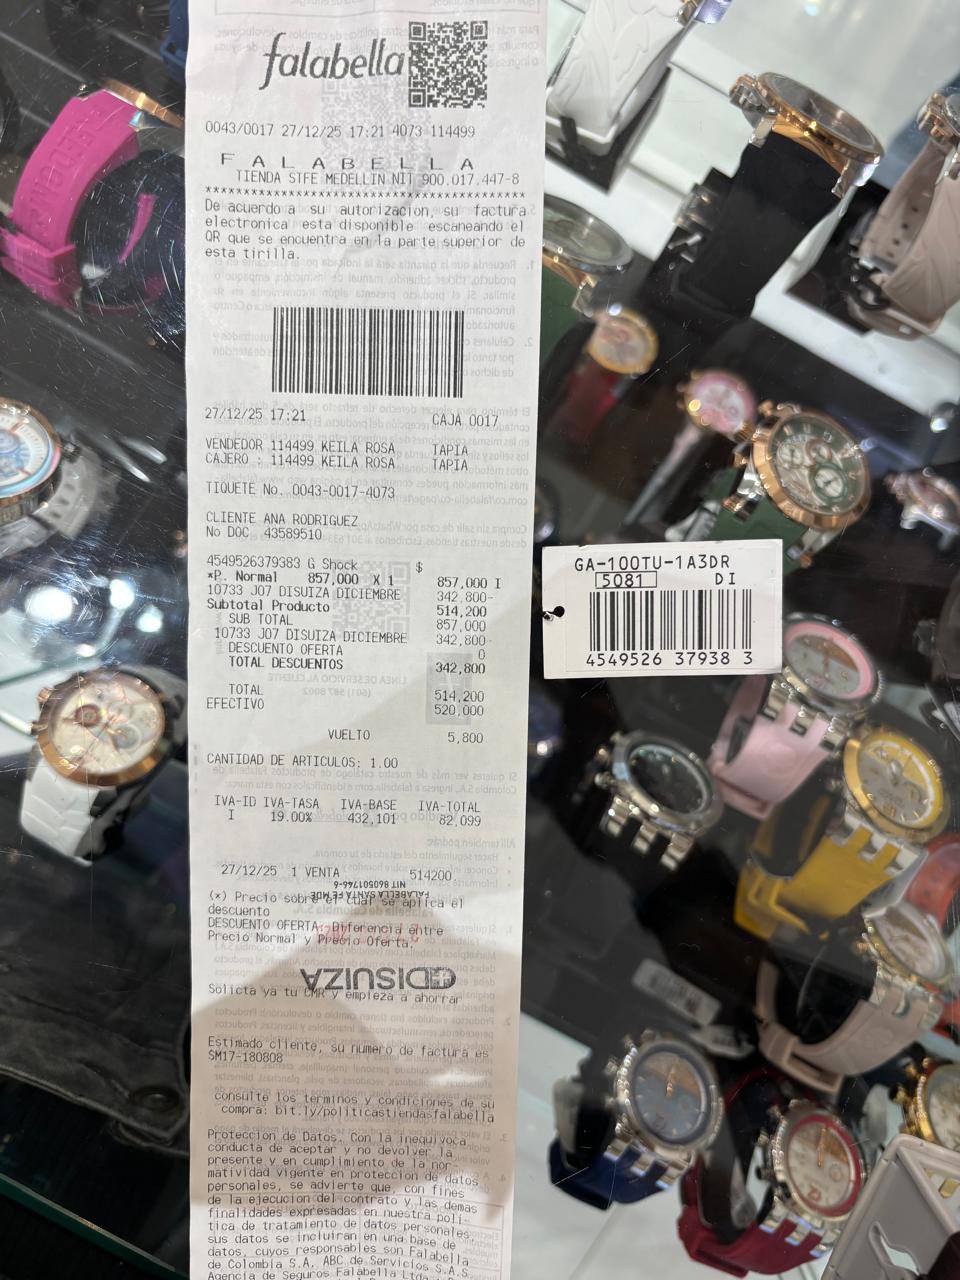 falabella
0043/0017 27/12/25 17:21 4073 114499
F A L A B E L L A
TIENDA STFE MEDELLIN NIT 900.017.447-8
****************************************
De acuerdo a su autorizacion, su factura
electronica esta disponible escaneando el
QR que se encuentra en la parte superior de
esta tirilla.
27/12/25 17:21 CAJA 0017
VENDEDOR 114499 KEILA ROSA TAPIA
CAJERO : 114499 KEILA ROSA TAPIA
TIQUETE No. 0043-0017-4073
CLIENTE ANA RODRIGUEZ
No DOC 43589510
4549526379383 G Shock $
*P. Normal 857,000 X 1 857,000 I
10733 J07 DISUIZA DICIEMBRE 342,800-
Subtotal Producto 514,200
SUB TOTAL 857,000
10733 J07 DISUIZA DICIEMBRE 342,800-
DESCUENTO OFERTA 0
TOTAL DESCUENTOS 342,800
TOTAL 514,200
EFECTIVO 520,000
VUELTO 5,800
CANTIDAD DE ARTICULOS: 1.00
IVA-ID IVA-TASA IVA-BASE IVA-TOTAL
I 19.00% 432,101 82,099
27/12/25 1 VENTA 514200
NIT 860501746-6
FALABELLA SANTA FE MDE
(*) Precio sobre el cual se aplica el
descuento
DESCUENTO OFERTA: Diferencia entre
Precio Normal y Precio Oferta.
DISUIZA
Solicta ya tu CMR y empieza a ahorrar
Estimado cliente, su numero de factura es
SM17-180808
consulte los terminos y condiciones de su
compra: bit.ly/politicastiendasfalabella
Proteccion de Datos. Con la inequivoca
conducta de aceptar y no devolver la
presente y en cumplimiento de la nor-
matividad vigente en proteccion de datos
personales, se advierte que, con fines
de la ejecucion del contrato y las demas
finalidades expresadas en nuestra poli-
tica de tratamiento de datos personales,
sus datos se incluiran en una base de
datos, cuyos responsables son Falabella
de Colombia S.A, ABC de Servicios S.A.S,
Agencia de Seguros Falabella Ltda
GA-100TU-1A3DR
5081 DI
4549526 37938 3